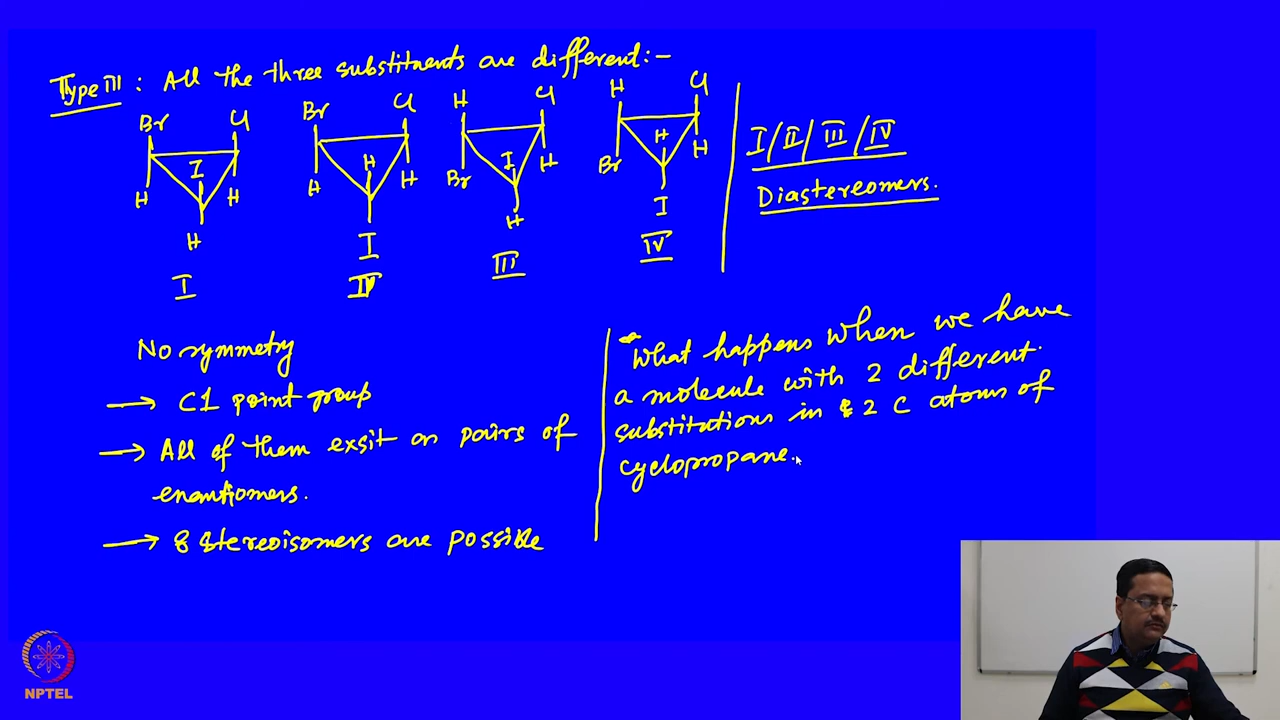 Type III : All the three substituents are different:-
Br Cl Br Cl H Cl H Cl
I H I H
H H H H Br H Br H
H I H I
I II III IV
I/II/III/IV
Diastereomers.
No symmetry
→ C1 point group
→ All of them exsit as pairs of
enantiomers.
→ 8 stereoisomers are possible
What happens when we have
a molecule with 2 different
substitutions in 2 C atoms of
cyclopropane.
NPTEL